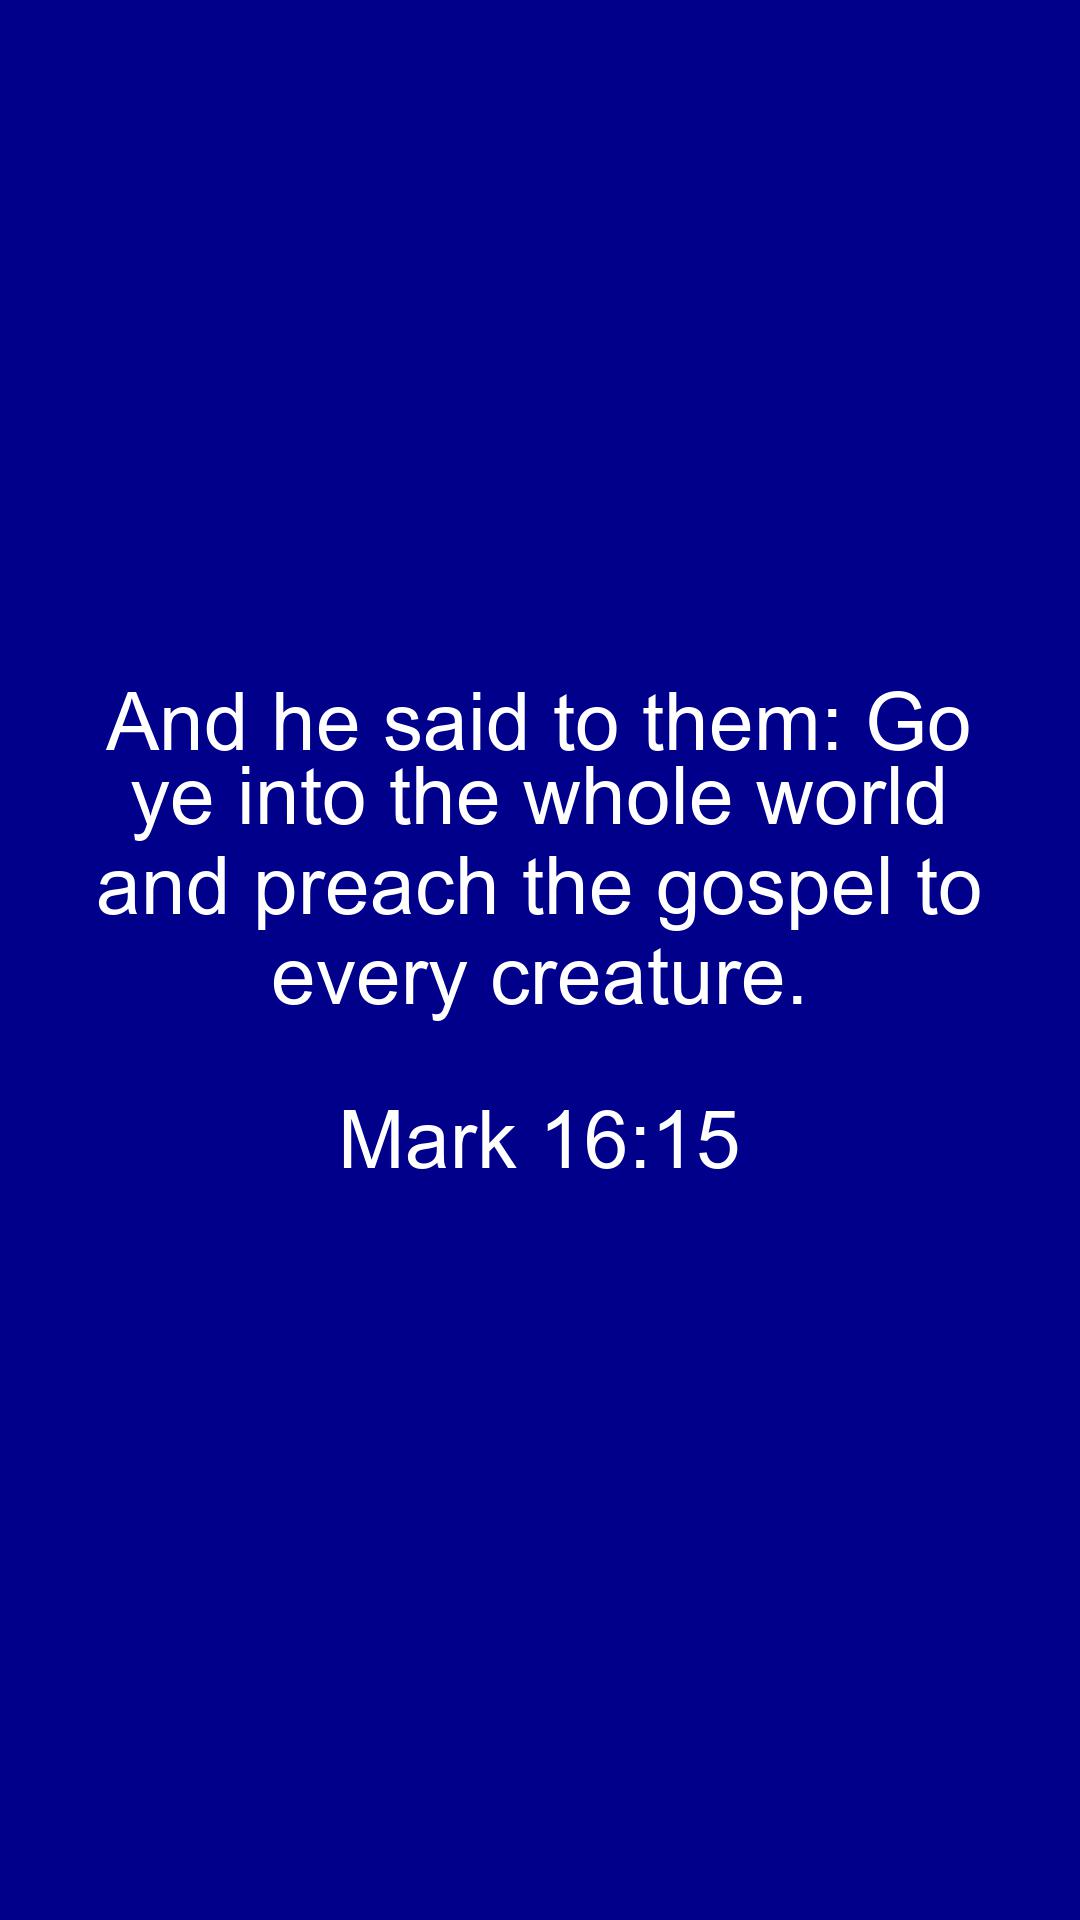 And he said to them: Go
ye into the whole world
and preach the gospel to
every creature.
Mark 16:15